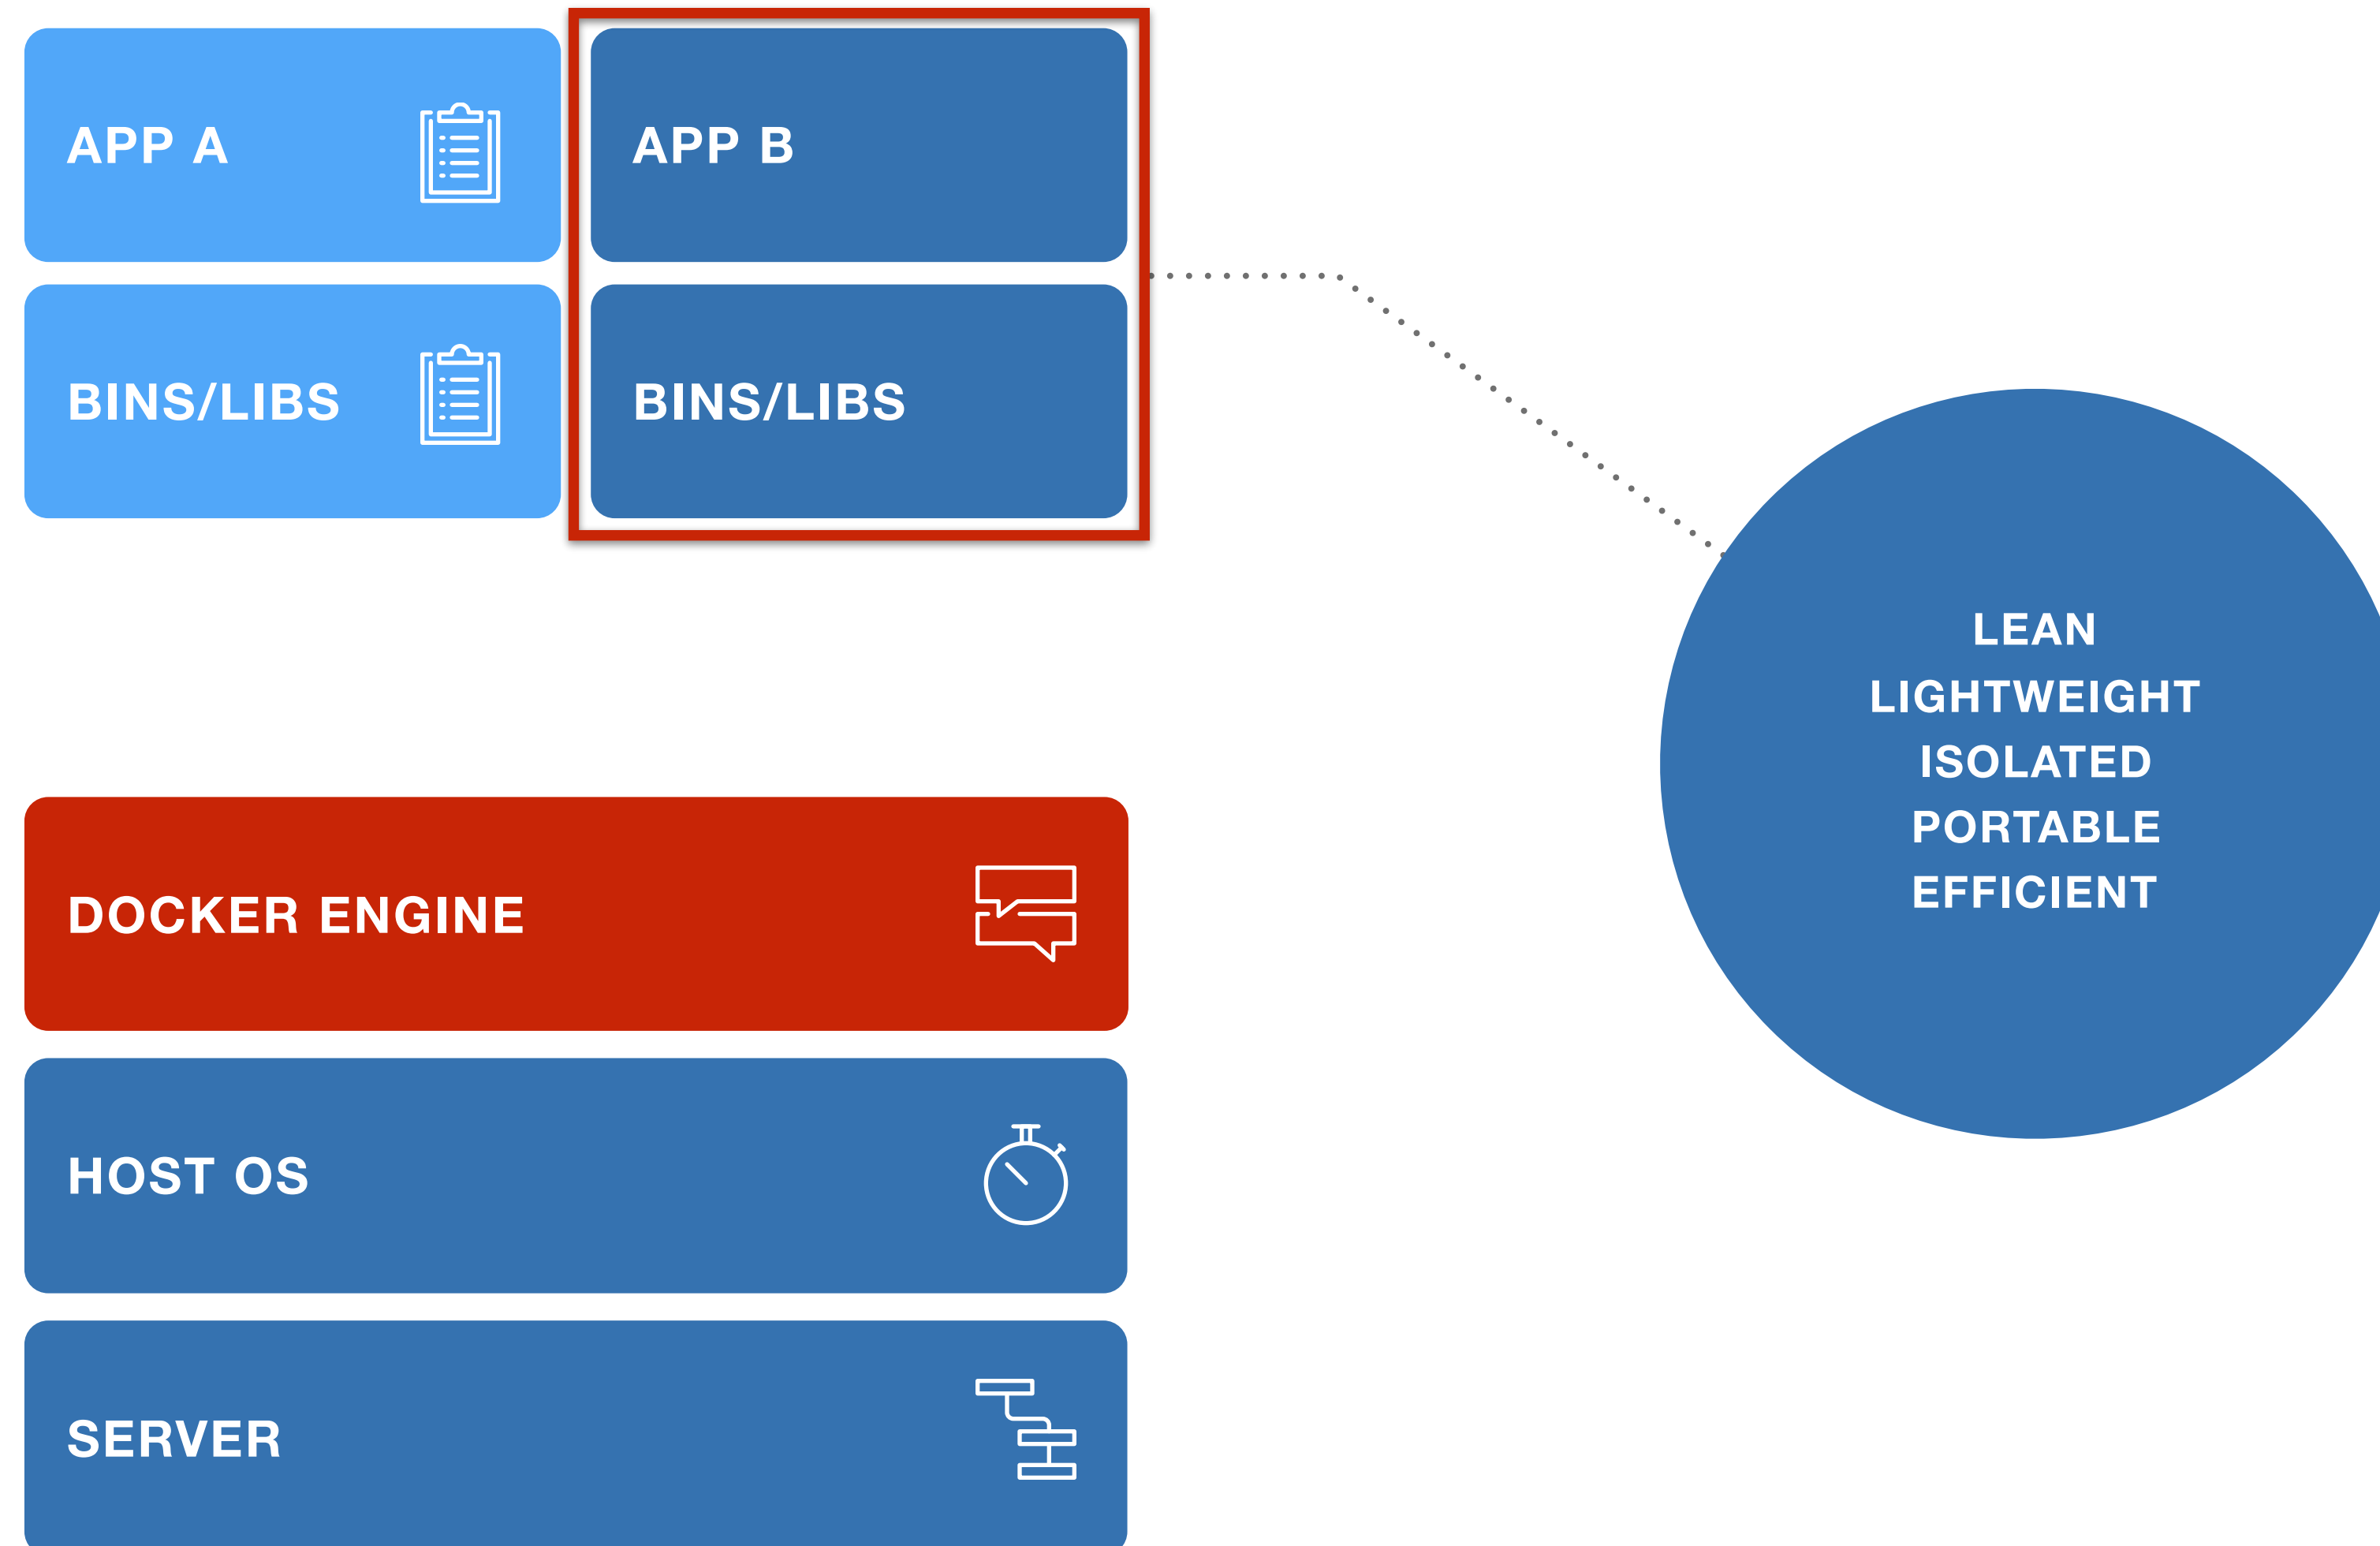 APP A
APP B
BINS/LIBS
BINS/LIBS
LEAN
LIGHTWEIGHT
ISOLATED
PORTABLE
EFFICIENT
DOCKER ENGINE
HOST OS
SERVER